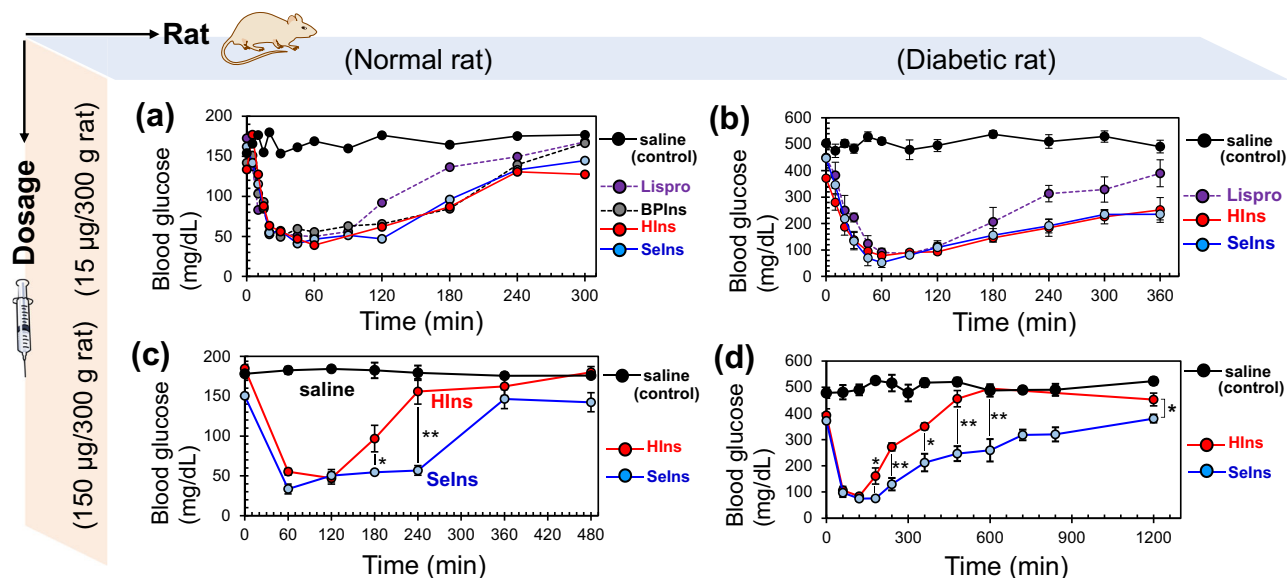 Rat
(Normal rat)
(Diabetic rat)
Dosage
(15 µg/300 g rat)
(150 µg/300 g rat)
(a)
Blood glucose
(mg/dL)
200
150
100
50
0
0
60
120
180
240
300
Time (min)
saline
(control)
Lispro
BPIns
HIns
SeIns
(b)
Blood glucose
(mg/dL)
600
500
400
300
200
100
0
0
60
120
180
240
300
360
Time (min)
saline
(control)
Lispro
HIns
SeIns
(c)
Blood glucose
(mg/dL)
200
150
100
50
0
0
60
120
180
240
300
360
420
480
Time (min)
saline
HIns
SeIns
*
**
saline
(control)
HIns
SeIns
(d)
Blood glucose
(mg/dL)
600
500
400
300
200
100
0
0
300
600
900
1200
Time (min)
*
**
*
**
**
*
saline
(control)
HIns
SeIns